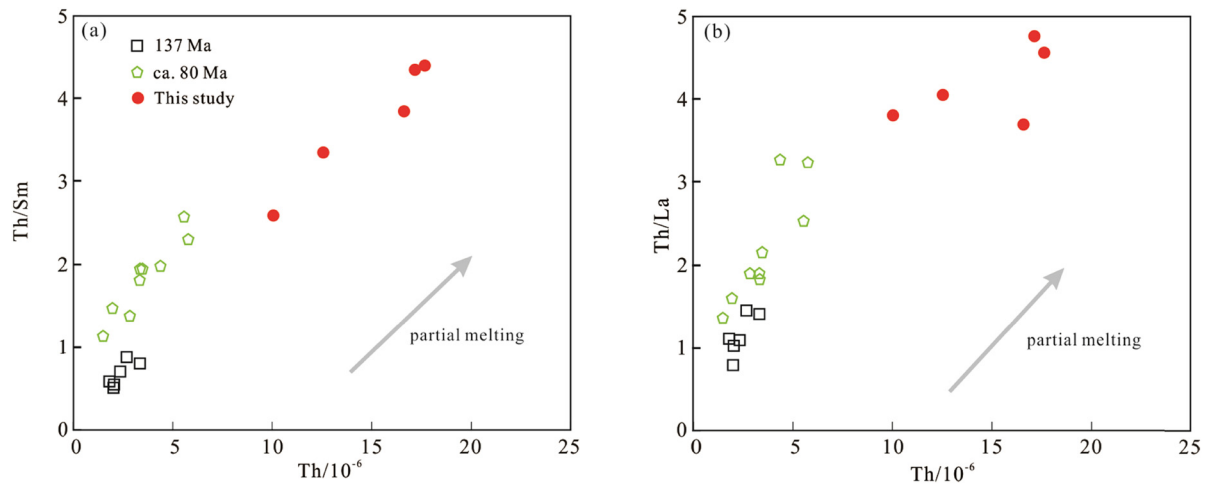 (a)
137 Ma
ca. 80 Ma
This study
5
4
3
2
1
0
Th/Sm
partial melting
0 5 10 15 20 25
Th/10⁻⁶
(b)
5
4
3
2
1
0
Th/La
partial melting
0 5 10 15 20 25
Th/10⁻⁶